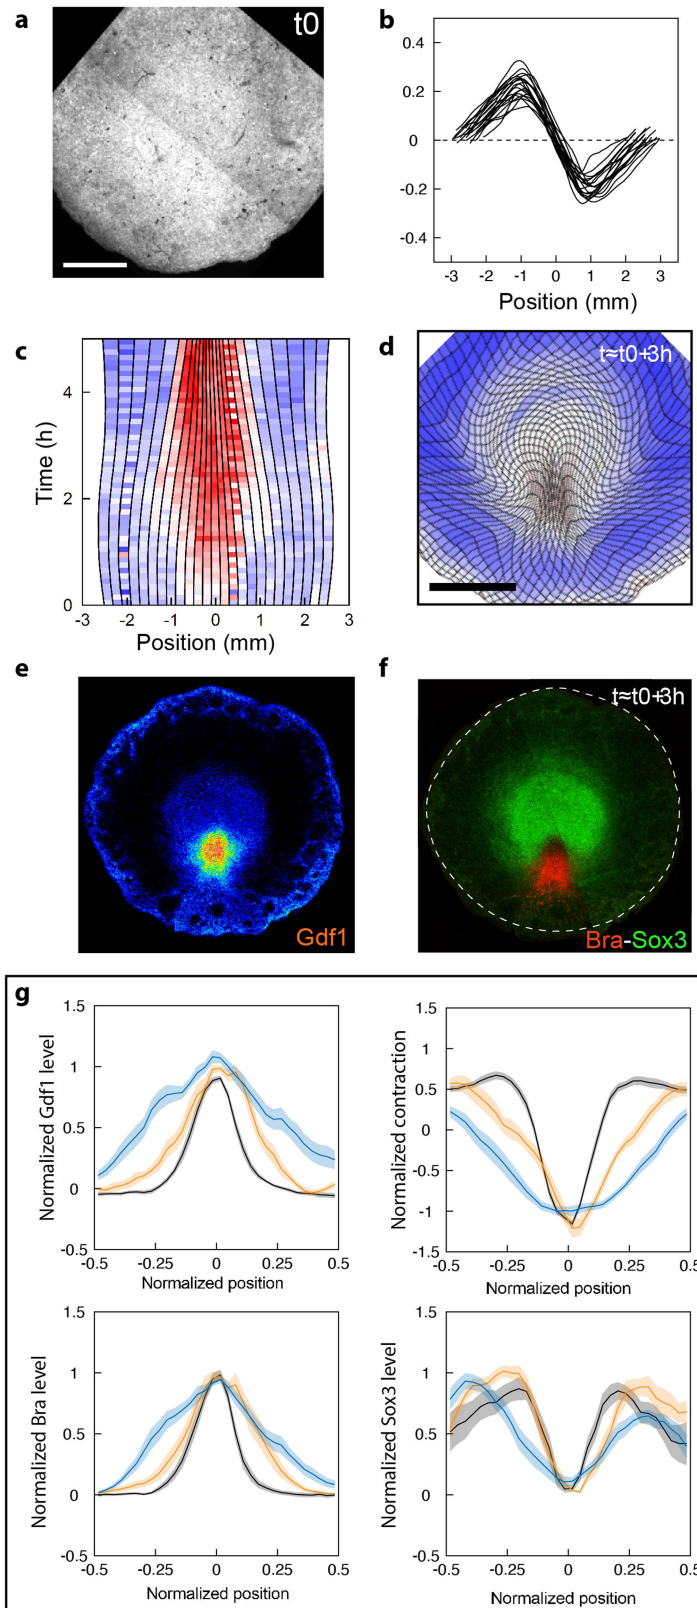 a
t0
b
0.4
0.2
0
-0.2
-0.4
-3 -2 -1 0 1 2 3
Position (mm)
c
Time (h)
4
2
0
-3 -2 -1 0 1 2 3
Position (mm)
d
t≈t0+3h
e
Gdf1
f
t≈t0+3h
Bra-Sox3
g
Normalized Gdf1 level
1.5
1
0.5
0
-0.5
-0.5 -0.25 0 0.25 0.5
Normalized position
Normalized contraction
1.5
1
0.5
0
-0.5
-1
-1.5
-0.5 -0.25 0 0.25 0.5
Normalized position
Normalized Bra level
1.5
1
0.5
0
-0.5
-0.5 -0.25 0 0.25 0.5
Normalized position
Normalized Sox3 level
1.5
1
0.5
0
-0.5
-0.5 -0.25 0 0.25 0.5
Normalized position